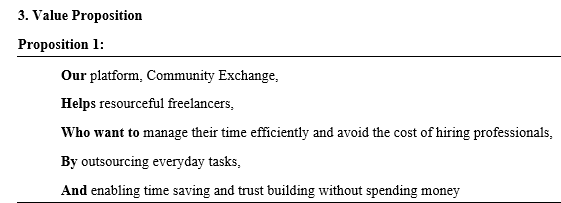 3. Value Proposition
Proposition 1:
Our platform, Community Exchange,
Helps resourceful freelancers,
Who want to manage their time efficiently and avoid the cost of hiring professionals,
By outsourcing everyday tasks,
And enabling time saving and trust building without spending money